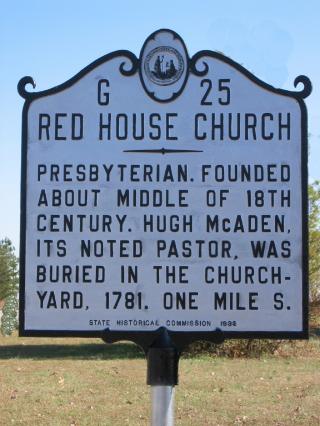 G 25
RED HOUSE CHURCH
PRESBYTERIAN. FOUNDED
ABOUT MIDDLE OF 18TH
CENTURY. HUGH McADEN,
ITS NOTED PASTOR, WAS
BURIED IN THE CHURCH-
YARD, 1781. ONE MILE S.
STATE HISTORICAL COMMISSION